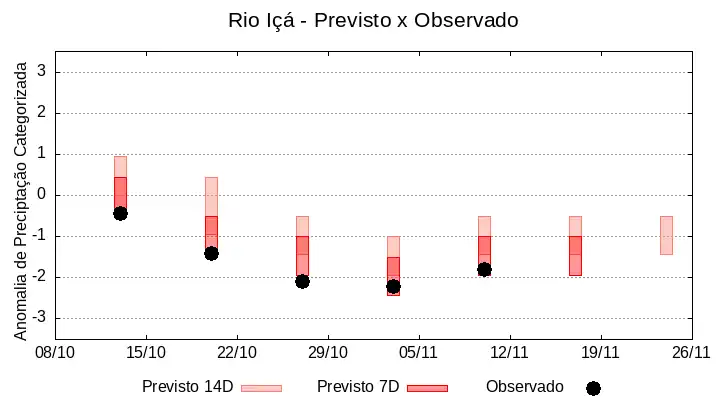 Rio Içá - Previsto x Observado
Anomalia de Preciptação Categorizada
3
2
1
0
-1
-2
-3
08/10 15/10 22/10 29/10 05/11 12/11 19/11 26/11
Previsto 14D Previsto 7D Observado